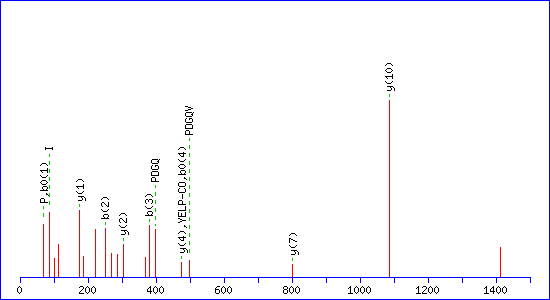 P,b0(1)
I
y(1)
b(2)
y(2)
b(3)
PDGQ
y(4),YELP-CO,b0(4)
PDGQV
y(7)
y(10)
0 200 400 600 800 1000 1200 1400